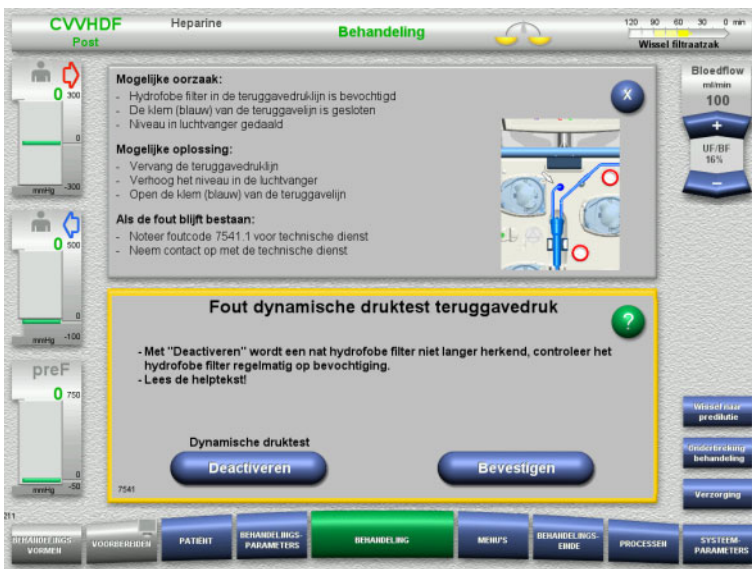 CVVHDF
Post
Heparine
Behandeling
120 90 60 30 0 min
Wissel filtraatzak
0
300
0
mmHg -300
0
500
0
mmHg -100
preF
0
750
0
mmHg -50
Mogelijke oorzaak:
- Hydrofobe filter in de teruggavedruklijn is bevochtigd
- De klem (blauw) van de teruggavelijn is gesloten
- Niveau in luchtvanger gedaald
Mogelijke oplossing:
- Vervang de teruggavedruklijn
- Verhoog het niveau in de luchtvanger
- Open de klem (blauw) van de teruggavelijn
Als de fout blijft bestaan:
- Noteer foutcode 7541.1 voor technische dienst
- Neem contact op met de technische dienst
X
Bloedflow
ml/min
100
+
UF/BF
16%
−
Fout dynamische druktest teruggavedruk
?
- Met "Deactiveren" wordt een nat hydrofobe filter niet langer herkend, controleer het
hydrofobe filter regelmatig op bevochtiging.
- Lees de helptekst!
Dynamische druktest
Deactiveren
Bevestigen
7541
Wissel naar
predilutie
Onderbreking
behandeling
Verzorging
211
BEHANDELINGS-
VORMEN
VOORBEREIDEN
PATIËNT
BEHANDELINGS-
PARAMETERS
BEHANDELING
MENU'S
BEHANDELINGS-
EINDE
PROCESSEN
SYSTEEM-
PARAMETERS